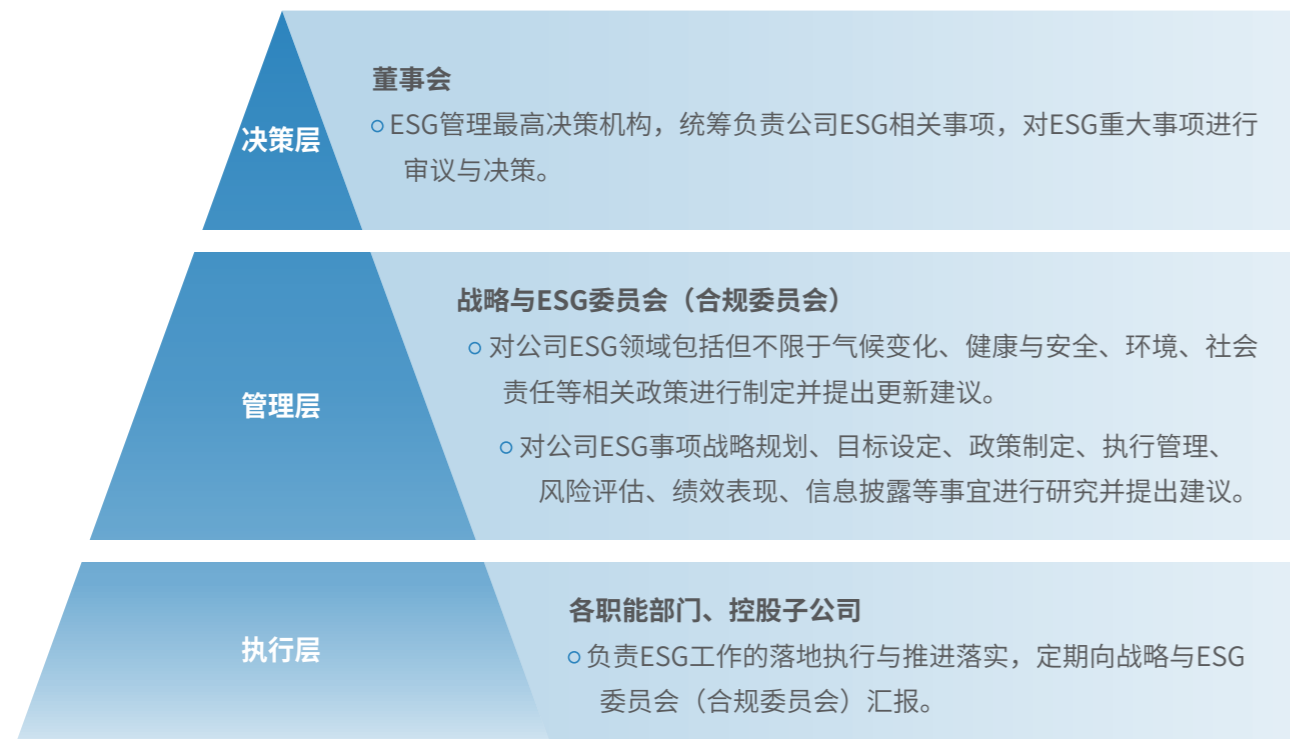 董事会
决策层
ESG管理最高决策机构，统筹负责公司ESG相关事项，对ESG重大事项进行
审议与决策。
战略与ESG委员会（合规委员会）
对公司ESG领域包括但不限于气候变化、健康与安全、环境、社会
责任等相关政策进行制定并提出更新建议。
管理层
对公司ESG事项战略规划、目标设定、政策制定、执行管理、
风险评估、绩效表现、信息披露等事宜进行研究并提出建议。
各职能部门、控股子公司
执行层
负责ESG工作的落地执行与推进落实，定期向战略与ESG
委员会（合规委员会）汇报。